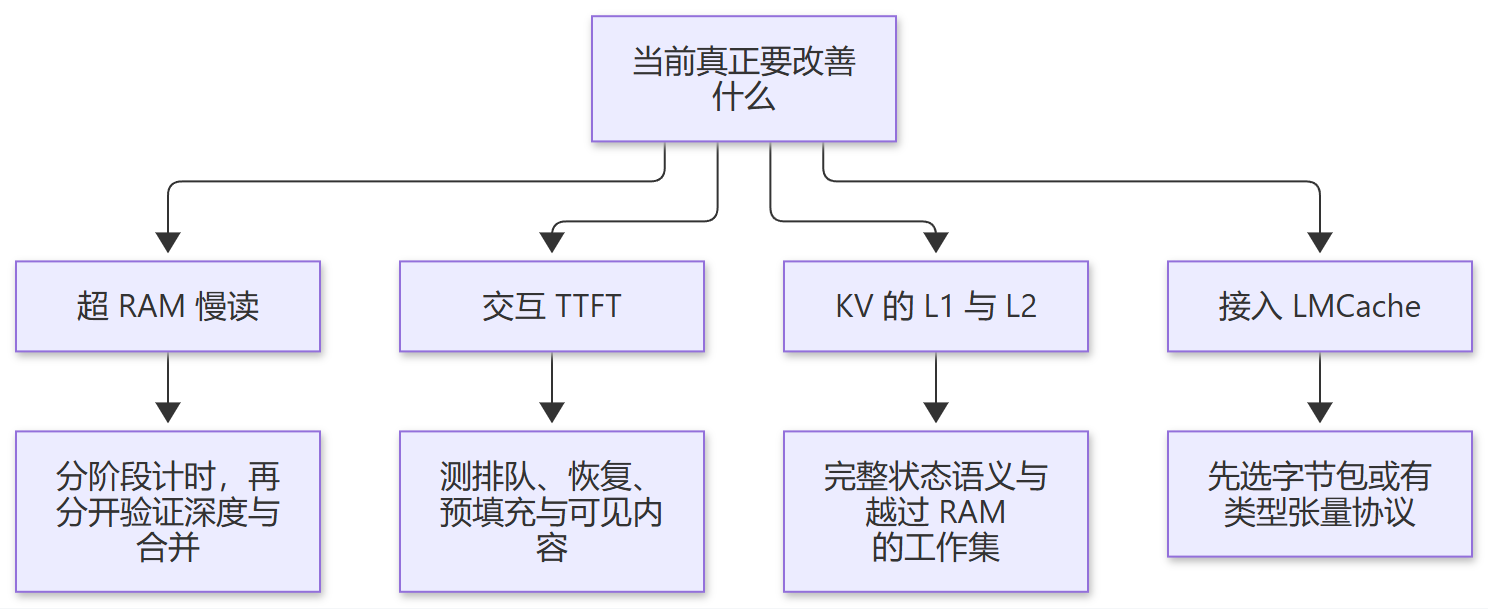 当前真正要改善
什么
超 RAM 慢读
交互 TTFT
KV 的 L1 与 L2
接入 LMCache
分阶段计时，再
分开验证深度与
合并
测排队、恢复、
预填充与可见内
容
完整状态语义与
越过 RAM
的工作集
先选字节包或有
类型张量协议